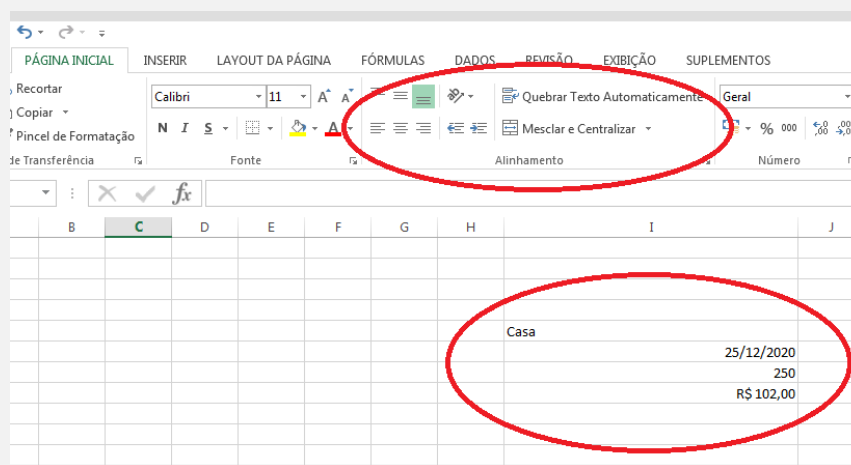 PÁGINA INICIAL INSERIR LAYOUT DA PÁGINA FÓRMULAS DADOS REVISÃO EXIBIÇÃO SUPLEMENTOS
Recortar
Calibri 11 A A Quebrar Texto Automaticamente Geral
Copiar
Pincel de Formatação
N I S A Mesclar e Centralizar % 000 ,00 ,00
de Transferência Fonte Alinhamento Número
fx
B C D E F G H I J
Casa
25/12/2020
250
R$ 102,00